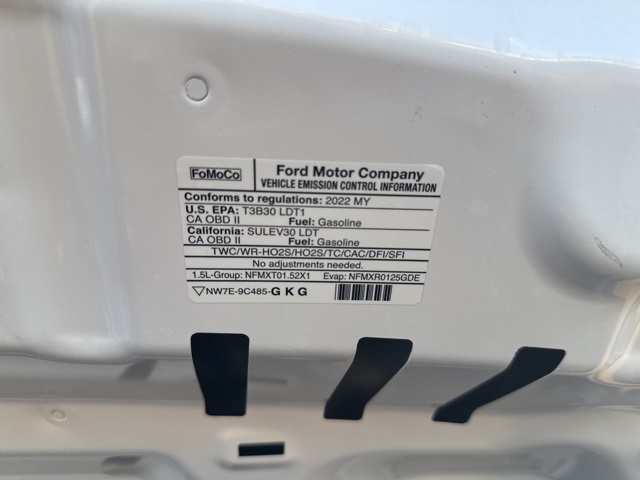 FoMoCo
Ford Motor Company
VEHICLE EMISSION CONTROL INFORMATION
Conforms to regulations: 2022 MY
U.S. EPA: T3B30 LDT1
CA OBD II Fuel: Gasoline
California: SULEV30 LDT
CA OBD II Fuel: Gasoline
TWC/WR-HO2S/HO2S/TC/CAC/DFI/SFI
No adjustments needed.
1.5L-Group: NFMXT01.52X1 Evap: NFMXR0125GDE
NW7E-9C485-G K G